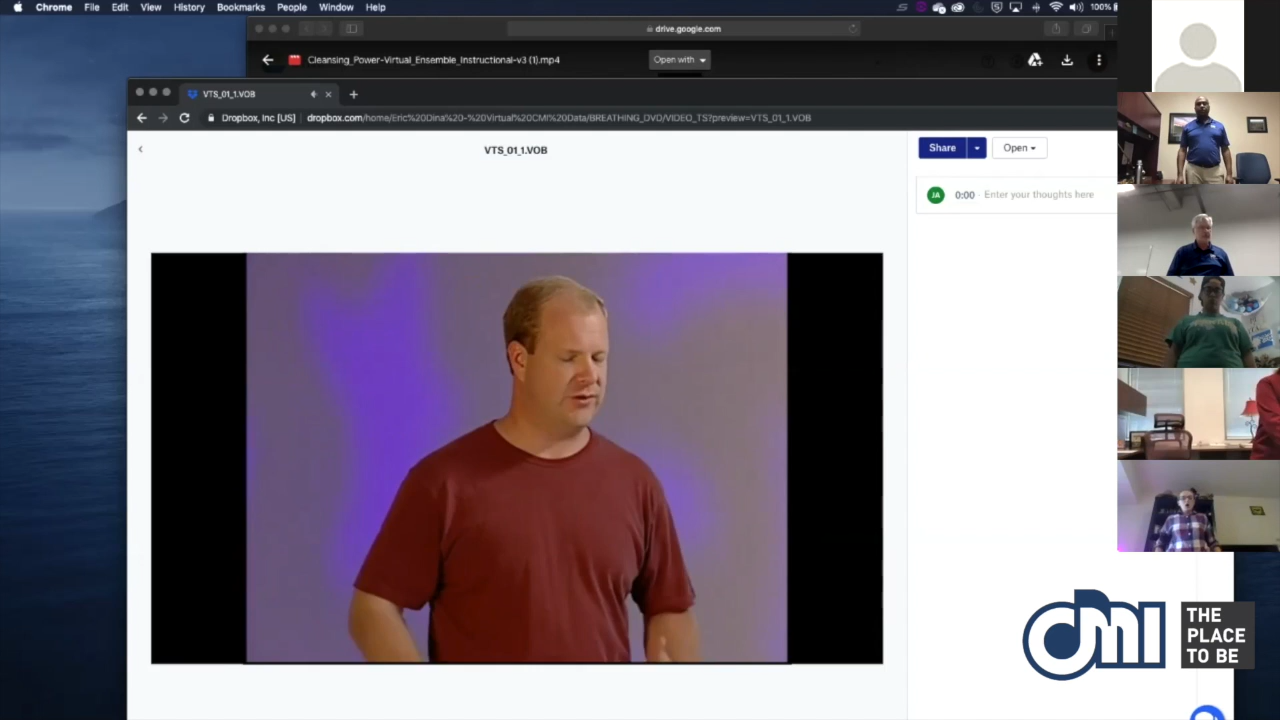 Chrome File Edit View History Bookmarks People Window Help 100%
drive.google.com
Cleansing_Power-Virtual_Ensemble_Instructional-v3 (1).mp4 Open with
VTS_01_1.VOB
Dropbox, Inc [US] dropbox.com/home/Eric%20Dina%20-%20Virtual%20CMI%20Data/BREATHING_DVD/VIDEO_TS?preview=VTS_01_1.VOB
VTS_01_1.VOB
Share Open
JA 0:00 Enter your thoughts here
cmi
THE
PLACE
TO BE